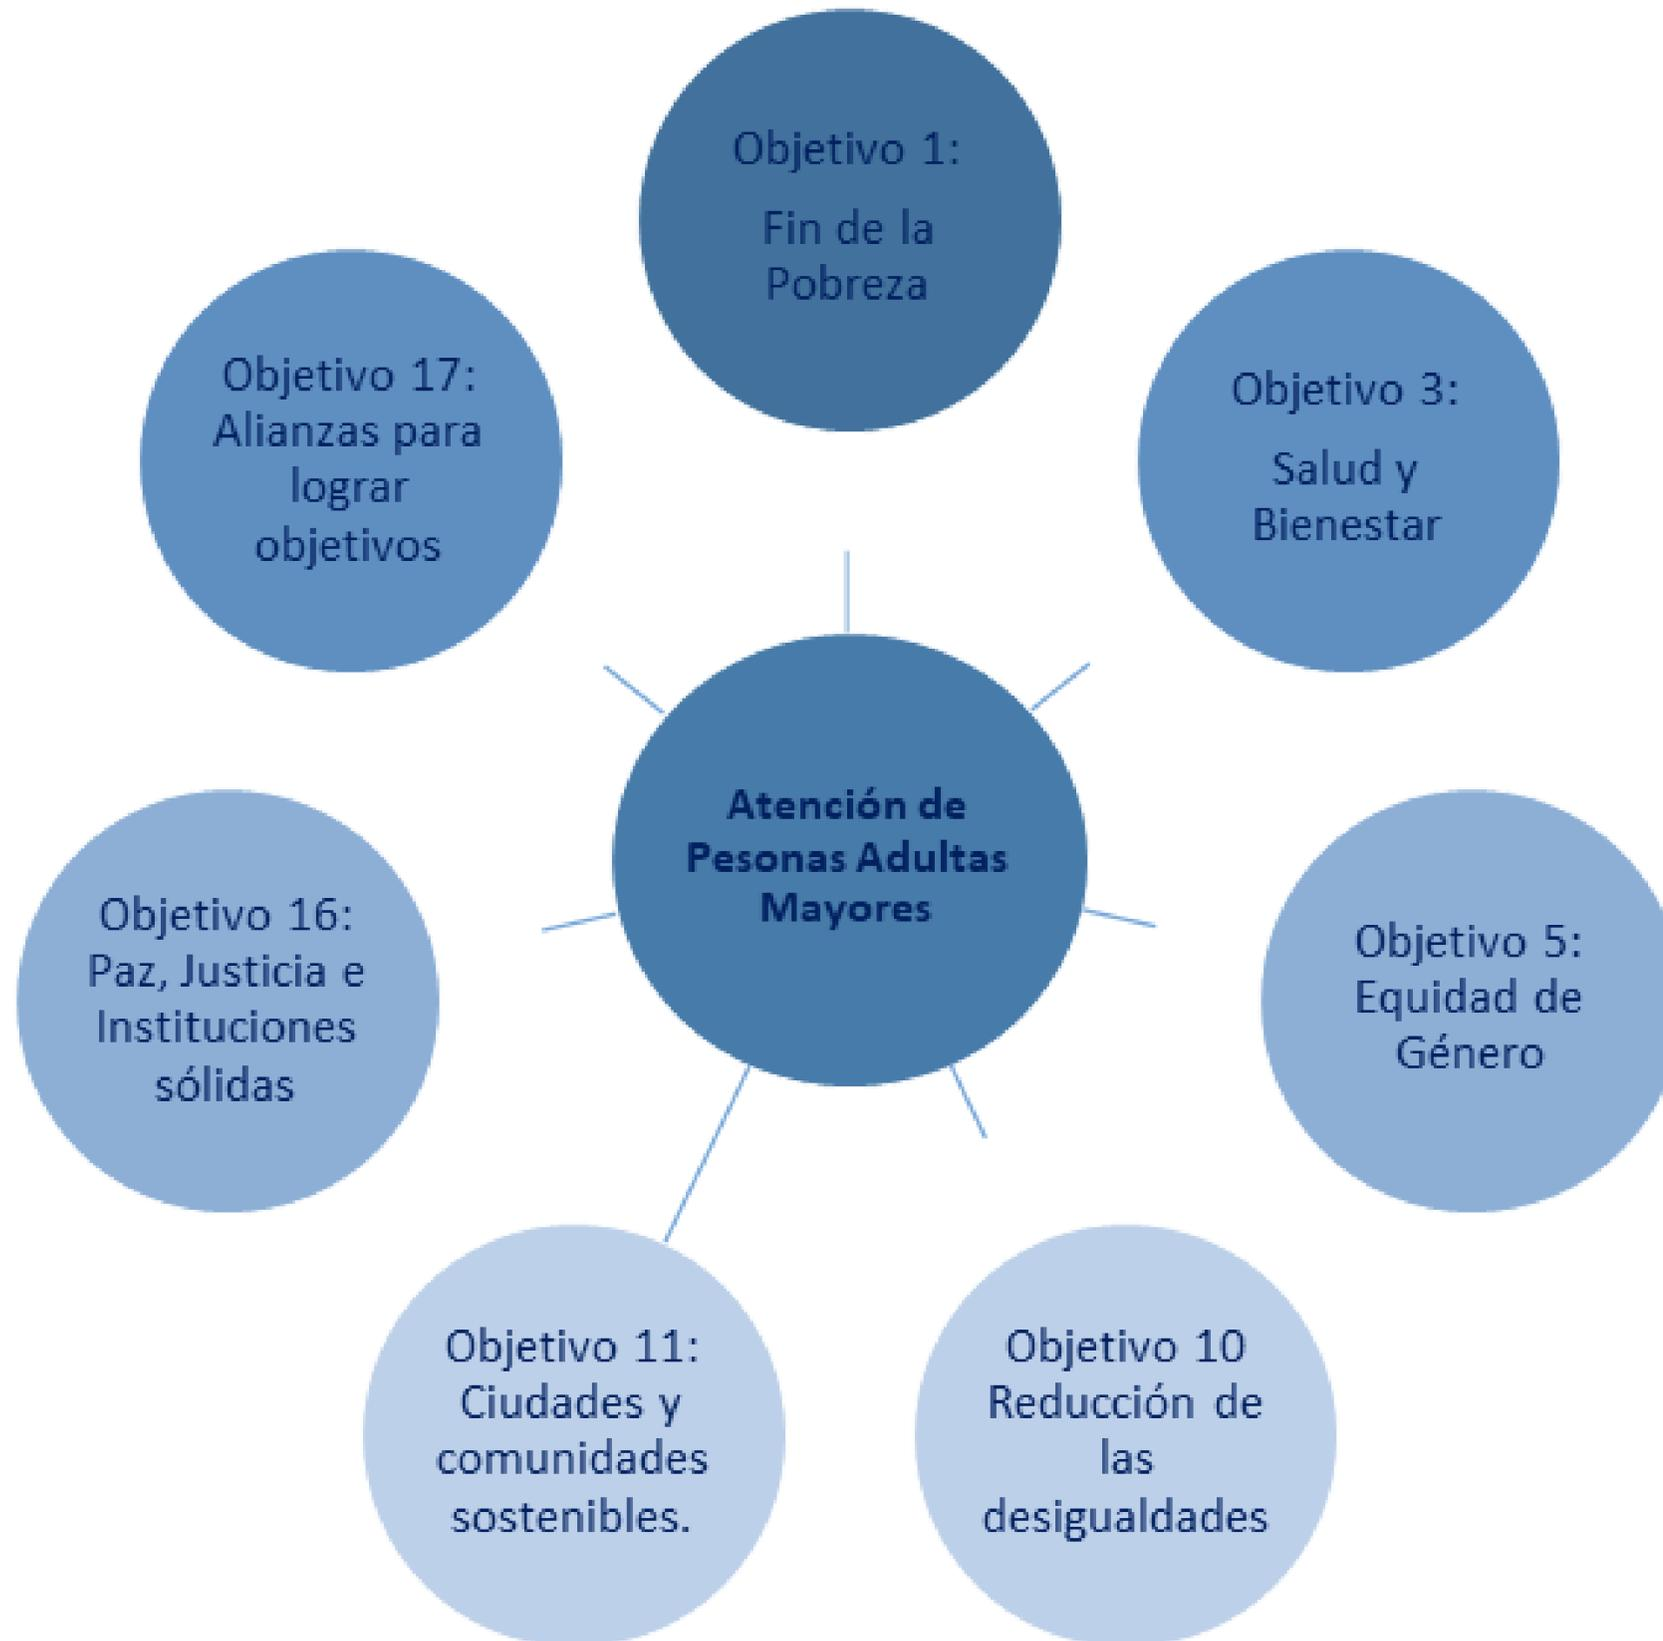 Objetivo 1:
Fin de la
Pobreza
Objetivo 3:
Salud y
Bienestar
Objetivo 5:
Equidad de
Género
Objetivo 10
Reducción de
las
desigualdades
Objetivo 11:
Ciudades y
comunidades
sostenibles.
Objetivo 16:
Paz, Justicia e
Instituciones
sólidas
Objetivo 17:
Alianzas para
lograr
objetivos
Atención de
Pesonas Adultas
Mayores